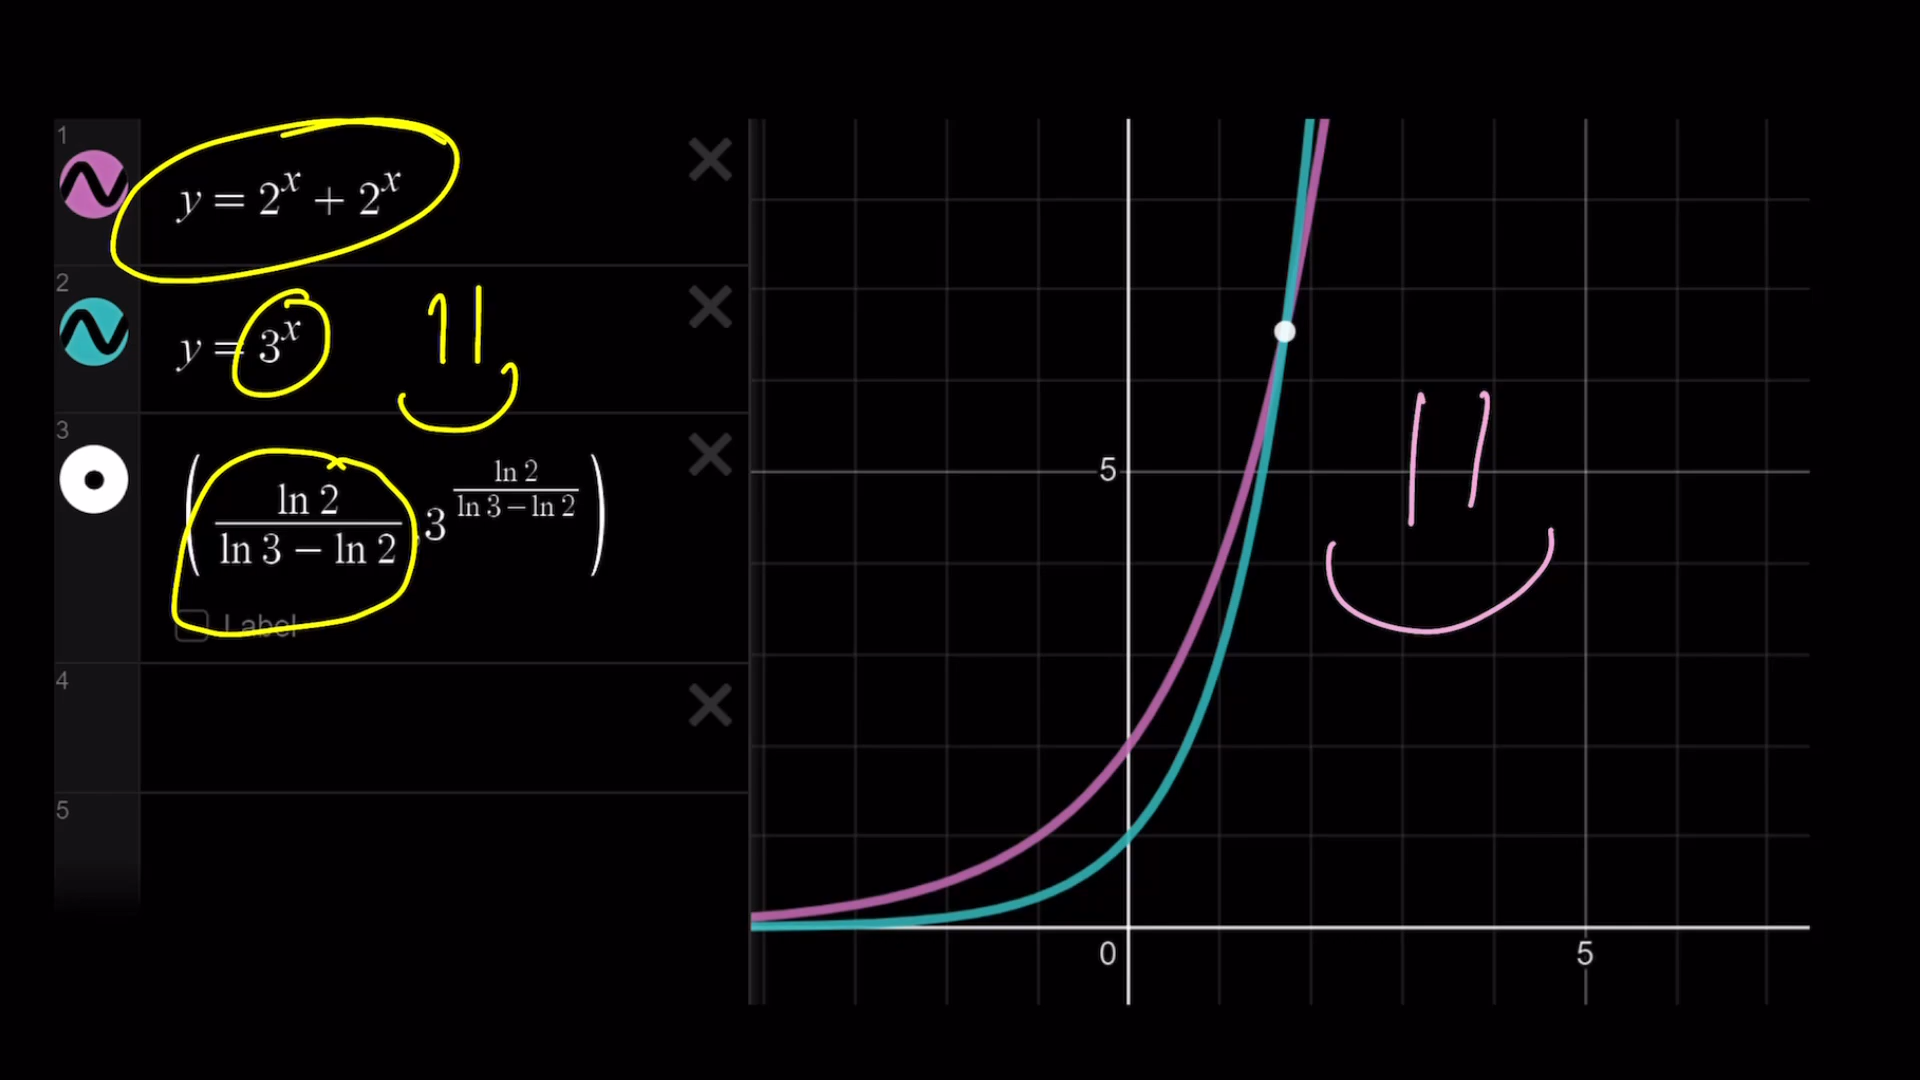 1
y = 2^x + 2^x
2
y = 3^x
3
(ln 2 / (ln 3 − ln 2), 3^(ln 2 / (ln 3 − ln 2)))
Label
4
5
5
0
5